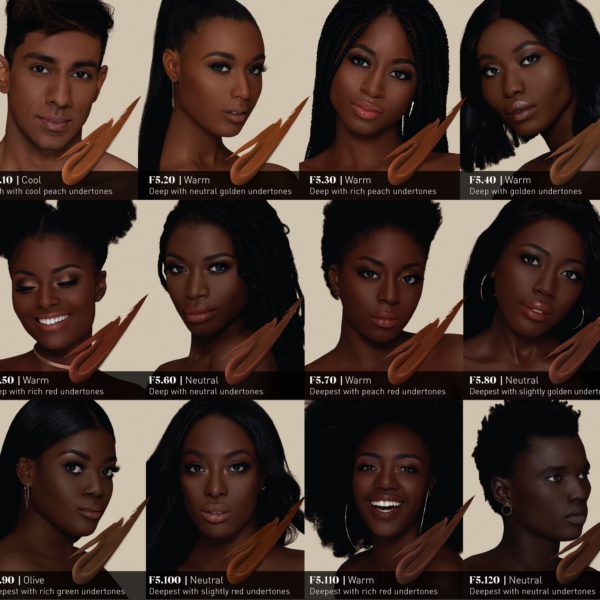 .10 | Cool
h with cool peach undertones
F5.20 | Warm
Deep with neutral golden undertones
F5.30 | Warm
Deep with rich peach undertones
F5.40 | Warm
Deep with golden undertones
.50 | Warm
ep with rich red undertones
F5.60 | Neutral
Deep with neutral undertones
F5.70 | Warm
Deepest with peach red undertones
F5.80 | Neutral
Deepest with slightly golden underto
.90 | Olive
epest with rich green undertones
F5.100 | Neutral
Deepest with slightly red undertones
F5.110 | Warm
Deepest with rich red undertones
F5.120 | Neutral
Deepest with neutral undertones